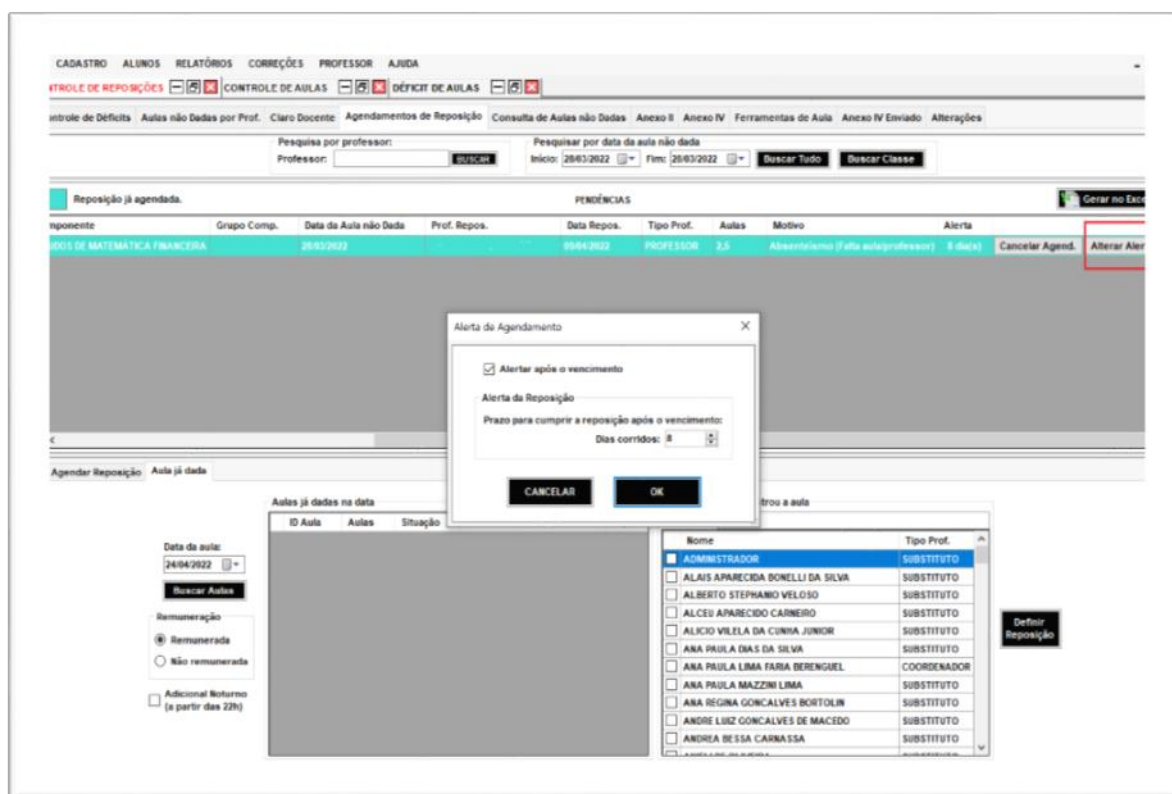 CADASTRO ALUNOS RELATÓRIOS CORREÇÕES PROFESSOR AJUDA
NTROLE DE REPOSIÇÕES CONTROLE DE AULAS DÉFICIT DE AULAS
ontrole de Déficits Aulas não Dadas por Prof. Claro Docente Agendamentos de Reposição Consulta de Aulas não Dadas Anexo II Anexo IV Ferramentas de Aula Anexo IV Enviado Alterações
Pesquisa por professor: Pesquisar por data da aula não dada
Professor: BUSCAR Início: 28/03/2022 Fim: 28/03/2022 Buscar Tudo Buscar Classe
Reposição já agendada. PENDÊNCIAS Gerar no Exce
mponente Grupo Comp. Data da Aula não Dada Prof. Repos. Data Repos. Tipo Prof. Aulas Motivo Alerta
UDOS DE MATEMÁTICA FINANCEIRA 28/03/2022 09/04/2022 PROFESSOR 2,5 Absenteísmo (Falta aula/professor) 8 dia(s) Cancelar Agend. Alterar Aler
Alerta de Agendamento
Alertar após o vencimento
Alerta da Reposição
Prazo para cumprir a reposição após o vencimento:
Dias corridos: 8
CANCELAR OK
Agendar Reposição Aula já dada
Aulas já dadas na data trou a aula
ID Aula Aulas Situação
Nome Tipo Prof.
Data da aula:
24/04/2022
Buscar Aulas
Remuneração
Remunerada
Não remunerada
Adicional Noturno
(a partir das 22h)
ADMINISTRADOR SUBSTITUTO
ALAIS APARECIDA BONELLI DA SILVA SUBSTITUTO
ALBERTO STEPHANIO VELOSO SUBSTITUTO
ALCEU APARECIDO CARNEIRO SUBSTITUTO
ALICIO VILELA DA CUNHA JUNIOR SUBSTITUTO
ANA PAULA DIAS DA SILVA SUBSTITUTO
ANA PAULA LIMA FARIA BERENGUEL COORDENADOR
ANA PAULA MAZZINI LIMA SUBSTITUTO
ANA REGINA GONCALVES BORTOLIN SUBSTITUTO
ANDRE LUIZ GONCALVES DE MACEDO SUBSTITUTO
ANDREA BESSA CARNASSA SUBSTITUTO
Definir
Reposição